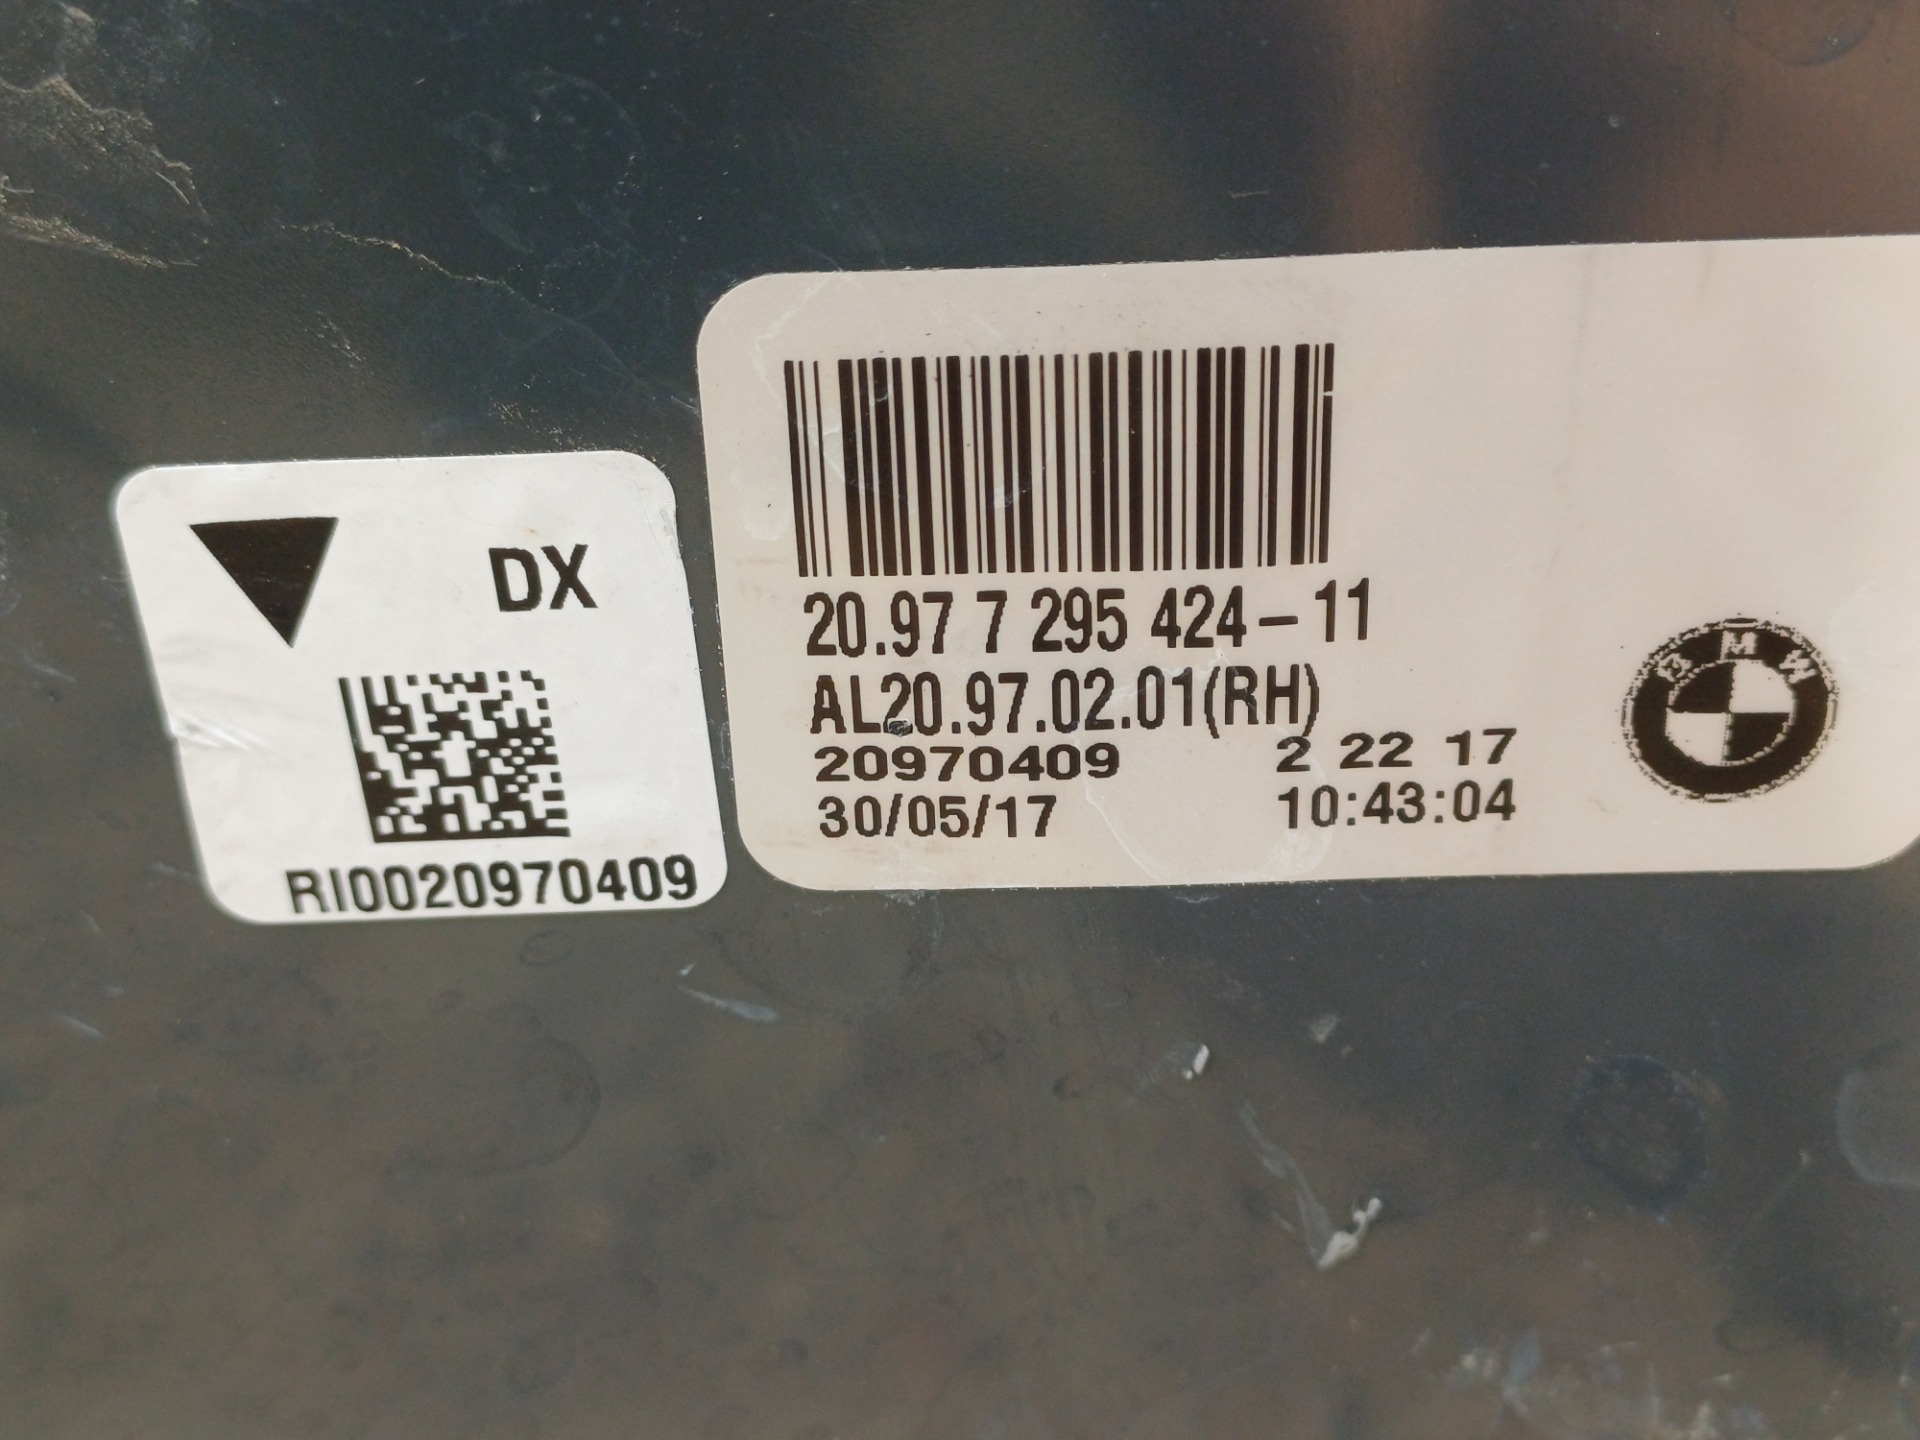 DX
RI0020970409
20.97 7 295 424-11
AL20.97.02.01(RH)
20970409 2 22 17
30/05/17 10:43:04
BMW